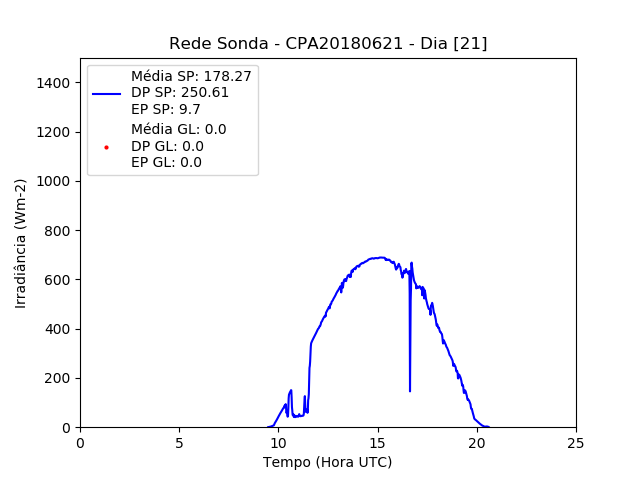 Rede Sonda - CPA20180621 - Dia [21]
Média SP: 178.27
DP SP: 250.61
EP SP: 9.7
Média GL: 0.0
DP GL: 0.0
EP GL: 0.0
Irradiância (Wm-2)
1400
1200
1000
800
600
400
200
0
0 5 10 15 20 25
Tempo (Hora UTC)